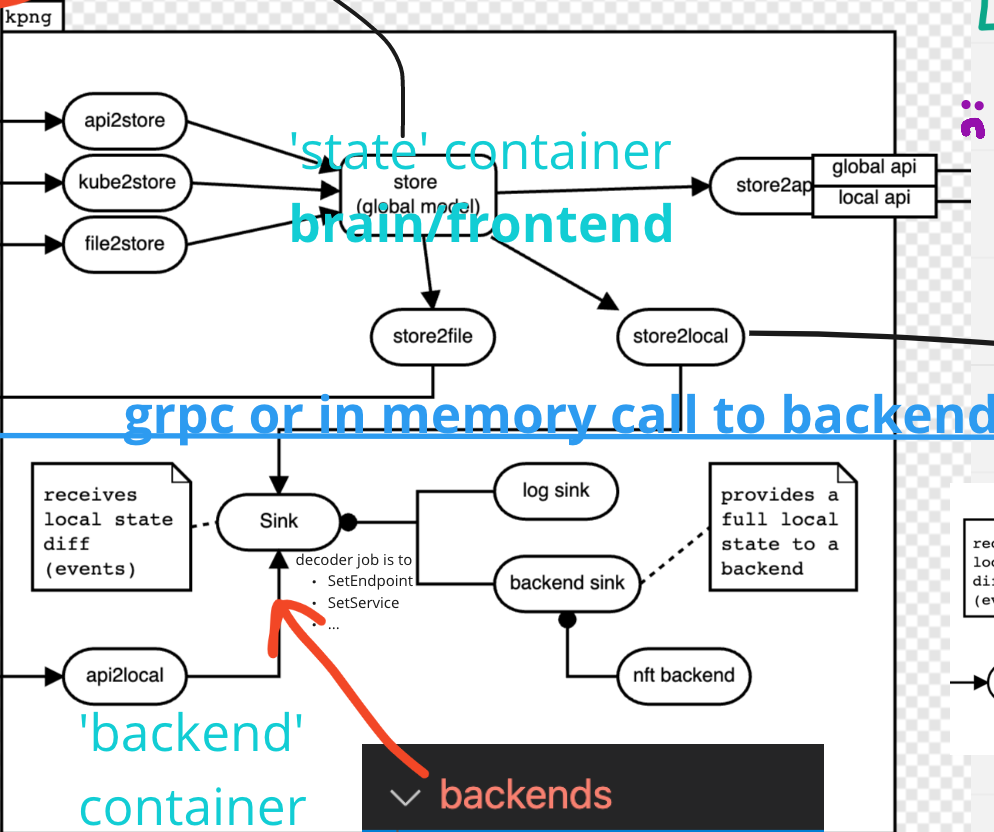 kpng
api2store
'state' container
global api
kube2store
store
store2ap
local api
(global model)
brain/frontend
file2store
store2file
store2local
grpc or in memory call to backend
receives
local state
diff
(events)
Sink
log sink
provides a
full local
state to a
backend
decoder job is to
• SetEndpoint
• SetService
• ...
backend sink
api2local
nft backend
'backend'
container
backends